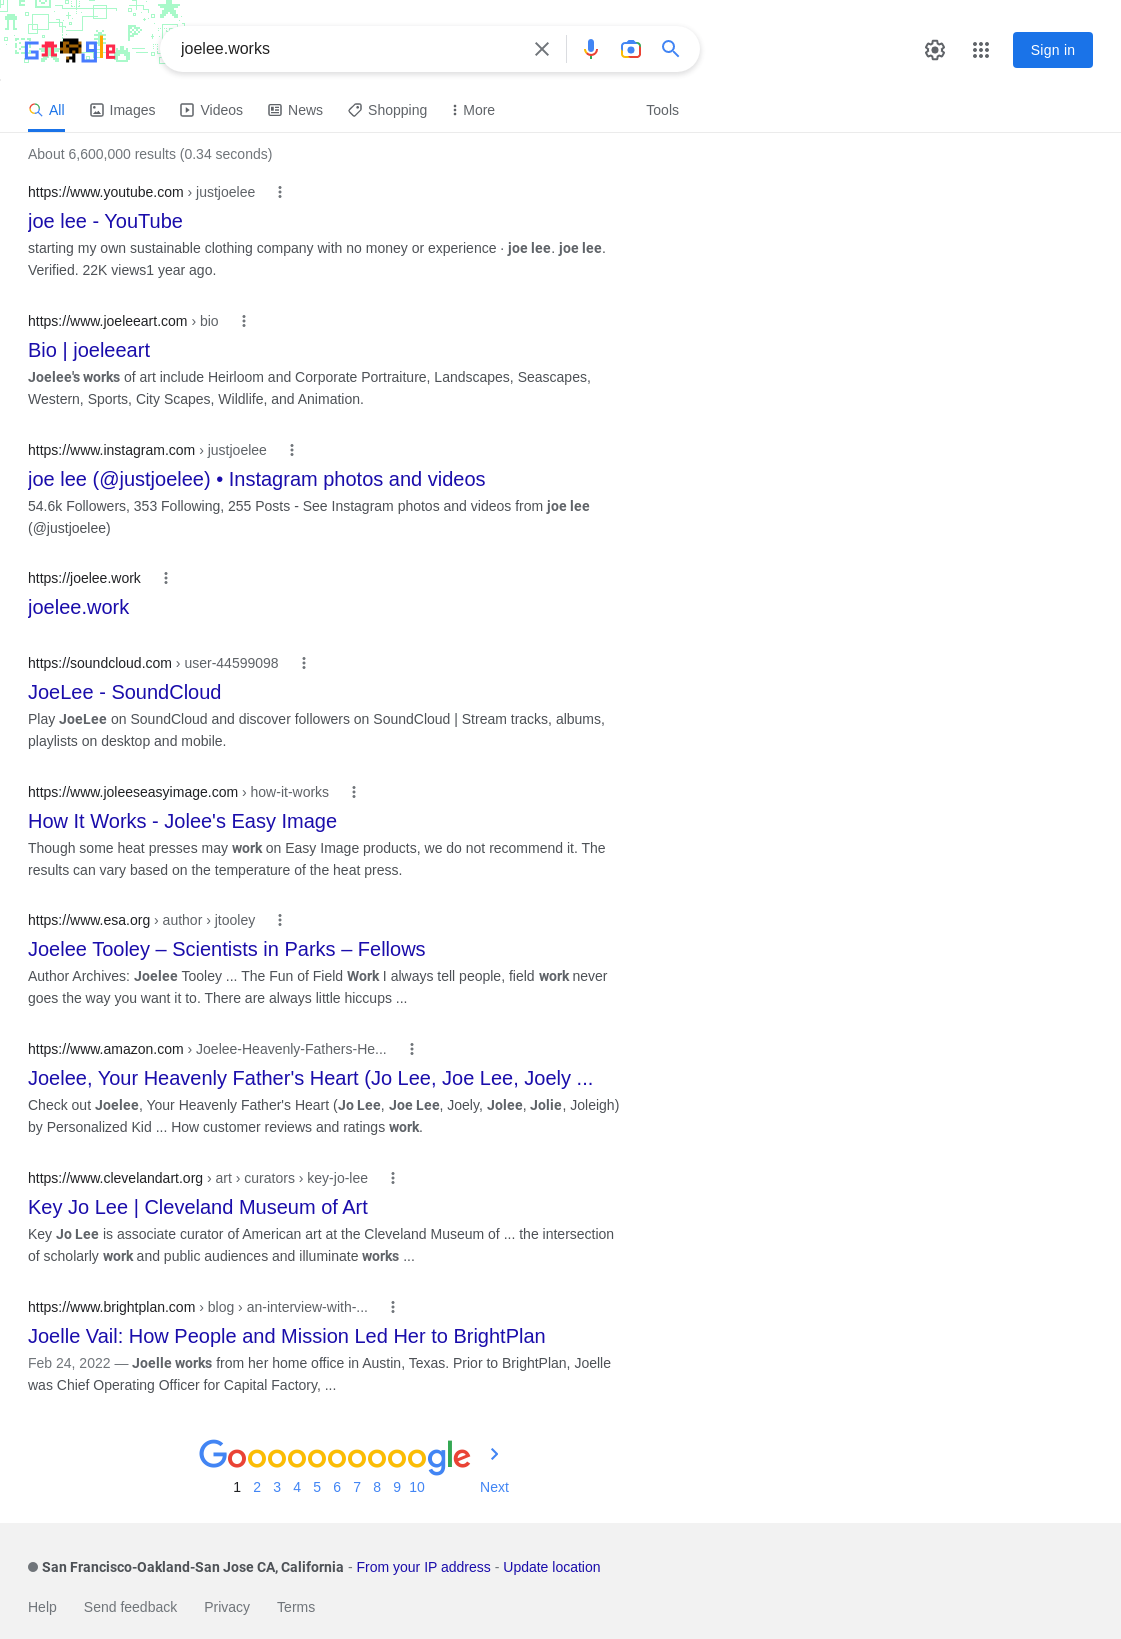 joelee.works
Sign in
All Images Videos News Shopping More Tools
About 6,600,000 results (0.34 seconds)
https://www.youtube.com › justjoelee
joe lee - YouTube
starting my own sustainable clothing company with no money or experience · joe lee. joe lee.
Verified. 22K views1 year ago.
https://www.joeleeart.com › bio
Bio | joeleeart
Joelee's works of art include Heirloom and Corporate Portraiture, Landscapes, Seascapes,
Western, Sports, City Scapes, Wildlife, and Animation.
https://www.instagram.com › justjoelee
joe lee (@justjoelee) • Instagram photos and videos
54.6k Followers, 353 Following, 255 Posts - See Instagram photos and videos from joe lee
(@justjoelee)
https://joelee.work
joelee.work
https://soundcloud.com › user-44599098
JoeLee - SoundCloud
Play JoeLee on SoundCloud and discover followers on SoundCloud | Stream tracks, albums,
playlists on desktop and mobile.
https://www.joleeseasyimage.com › how-it-works
How It Works - Jolee's Easy Image
Though some heat presses may work on Easy Image products, we do not recommend it. The
results can vary based on the temperature of the heat press.
https://www.esa.org › author › jtooley
Joelee Tooley – Scientists in Parks – Fellows
Author Archives: Joelee Tooley ... The Fun of Field Work I always tell people, field work never
goes the way you want it to. There are always little hiccups ...
https://www.amazon.com › Joelee-Heavenly-Fathers-He...
Joelee, Your Heavenly Father's Heart (Jo Lee, Joe Lee, Joely ...
Check out Joelee, Your Heavenly Father's Heart (Jo Lee, Joe Lee, Joely, Jolee, Jolie, Joleigh)
by Personalized Kid ... How customer reviews and ratings work.
https://www.clevelandart.org › art › curators › key-jo-lee
Key Jo Lee | Cleveland Museum of Art
Key Jo Lee is associate curator of American art at the Cleveland Museum of ... the intersection
of scholarly work and public audiences and illuminate works ...
https://www.brightplan.com › blog › an-interview-with-...
Joelle Vail: How People and Mission Led Her to BrightPlan
Feb 24, 2022 — Joelle works from her home office in Austin, Texas. Prior to BrightPlan, Joelle
was Chief Operating Officer for Capital Factory, ...
Goooooooooogle
1 2 3 4 5 6 7 8 9 10 Next
San Francisco-Oakland-San Jose CA, California - From your IP address - Update location
Help Send feedback Privacy Terms